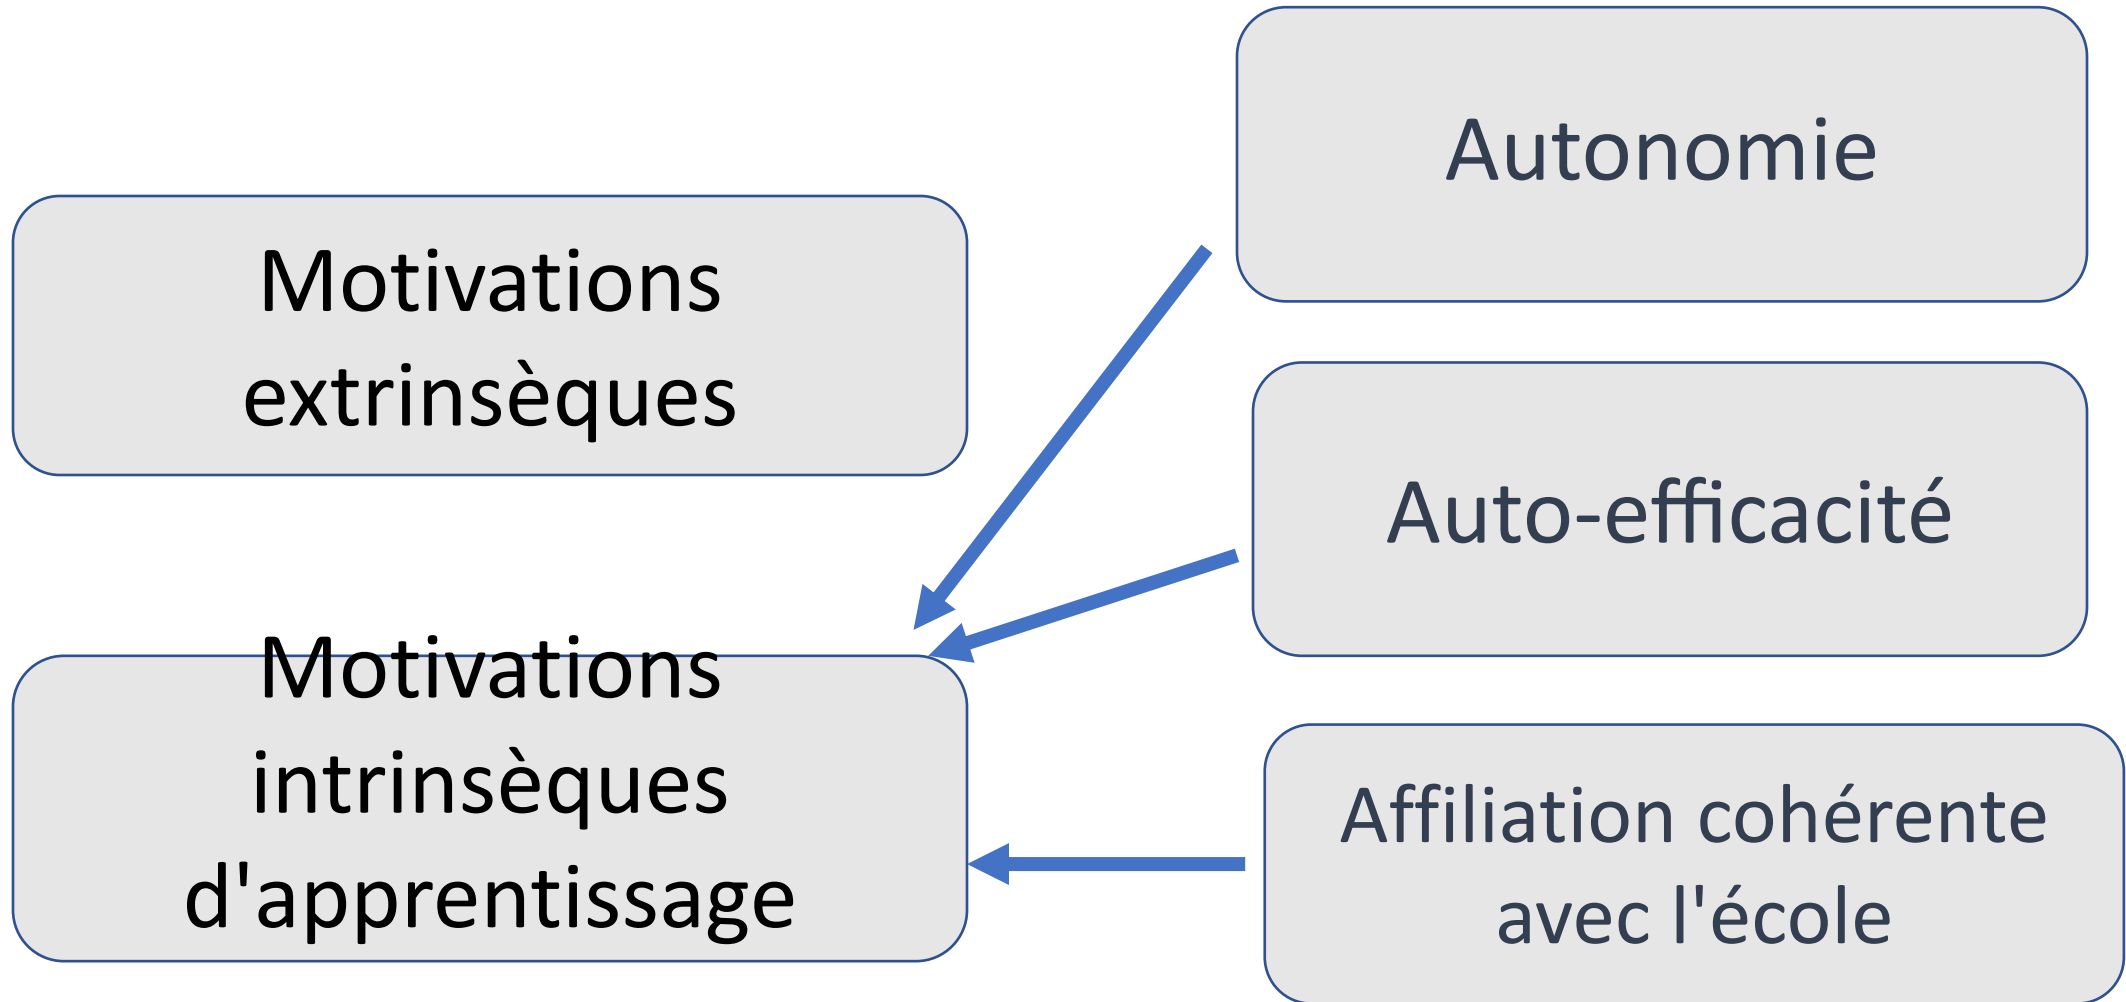 Motivations
extrinsèques
Motivations
intrinsèques
d'apprentissage
Autonomie
Auto-efficacité
Affiliation cohérente
avec l'école